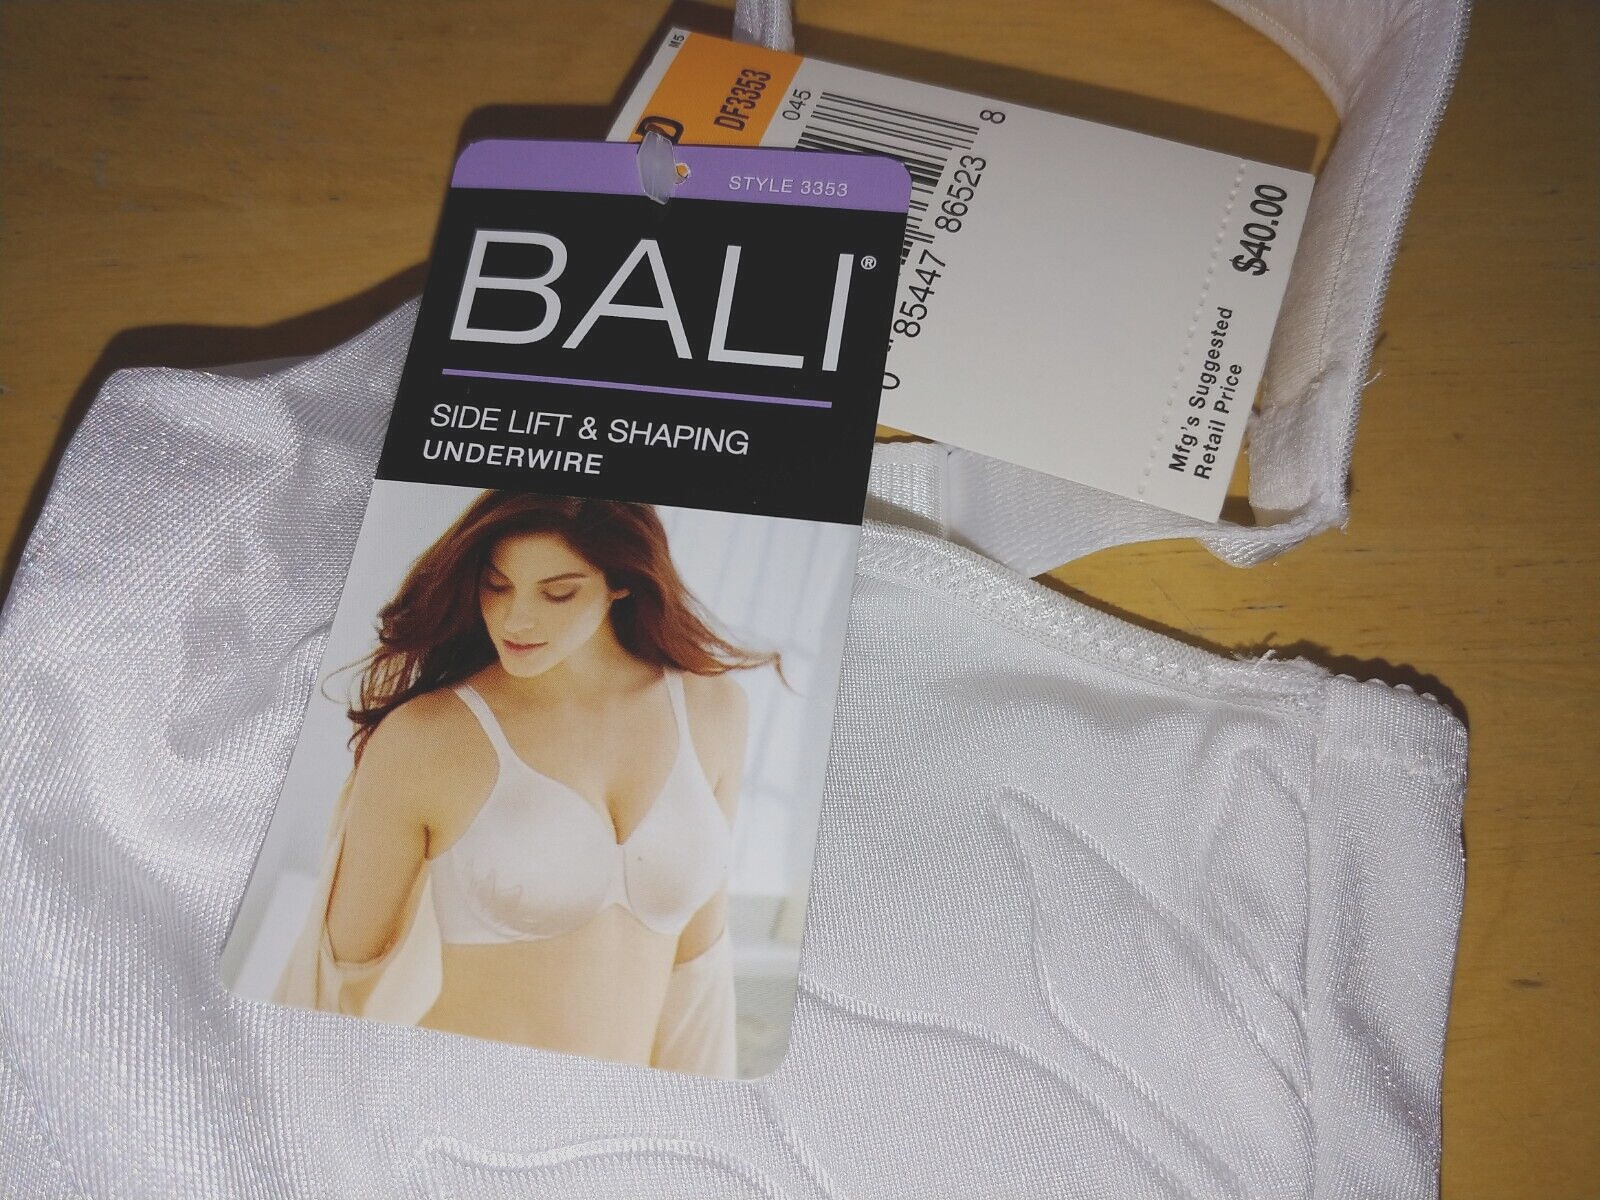 STYLE 3353
BALI®
SIDE LIFT & SHAPING
UNDERWIRE
M5
DF3353
D
045
0 85447 86523 8
$40.00
Mfg's Suggested
Retail Price